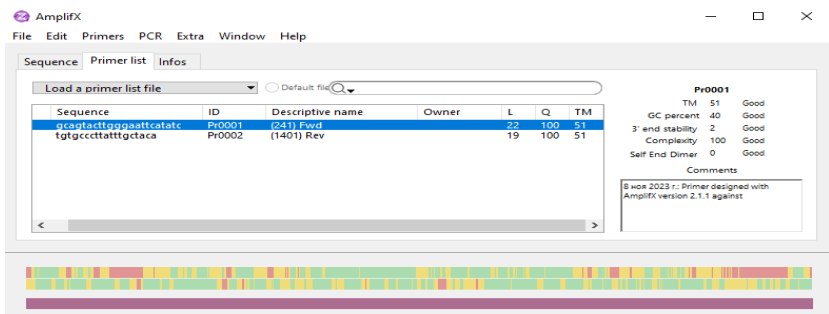 AmplifX
File Edit Primers PCR Extra Window Help
Sequence Primer list Infos
Load a primer list file Default file
Sequence ID Descriptive name Owner L Q TM
gcagtacttgggaattcatatc Pr0001 (241) Fwd 22 100 51
tgtgcccttatttgctaca Pr0002 (1401) Rev 19 100 51
Pr0001
TM 51 Good
GC percent 40 Good
3' end stability 2 Good
Complexity 100 Good
Self End Dimer 0 Good
Comments
8 ноя 2023 г.: Primer designed with
AmplifX version 2.1.1 against